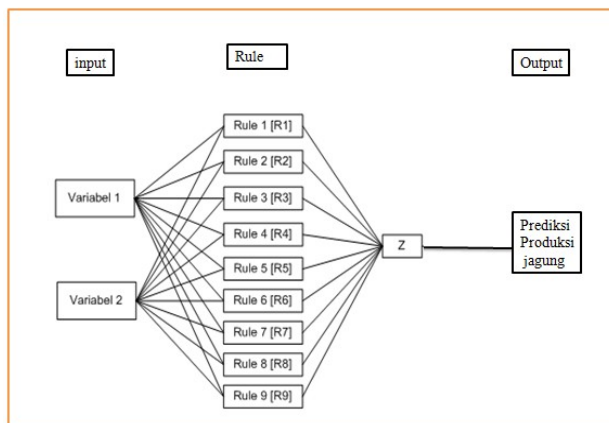 input
Rule
Output
Rule 1 [R1]
Rule 2 [R2]
Rule 3 [R3]
Rule 4 [R4]
Rule 5 [R5]
Rule 6 [R6]
Rule 7 [R7]
Rule 8 [R8]
Rule 9 [R9]
Variabel 1
Variabel 2
Z
Prediksi
Produksi
jagung